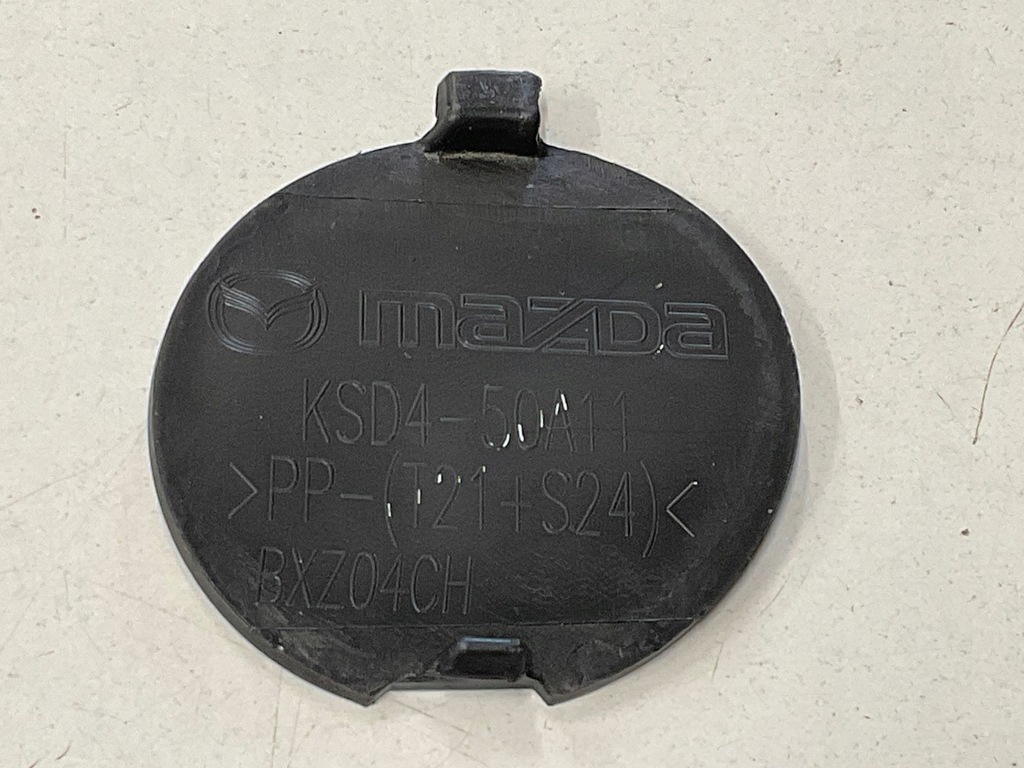 mazda
KSD4-50A11
>PP-(T21+S24)<
BXZ04CH